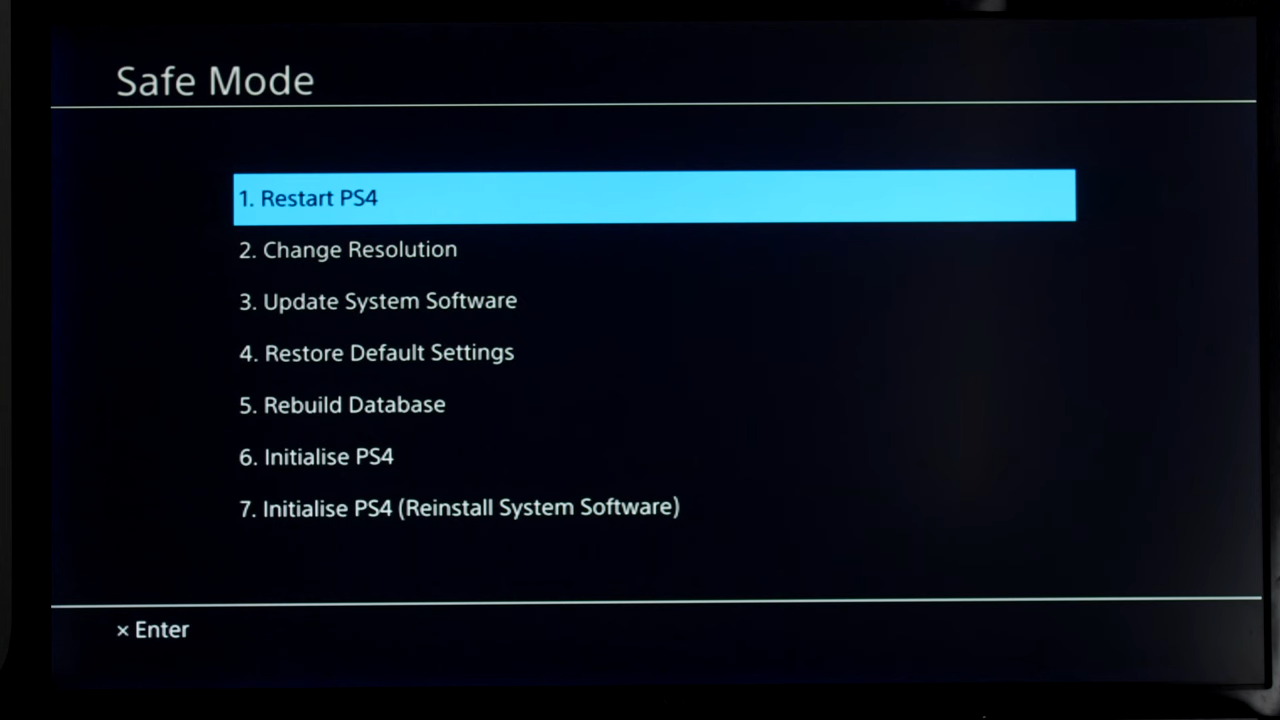 Safe Mode
1. Restart PS4
2. Change Resolution
3. Update System Software
4. Restore Default Settings
5. Rebuild Database
6. Initialise PS4
7. Initialise PS4 (Reinstall System Software)
× Enter